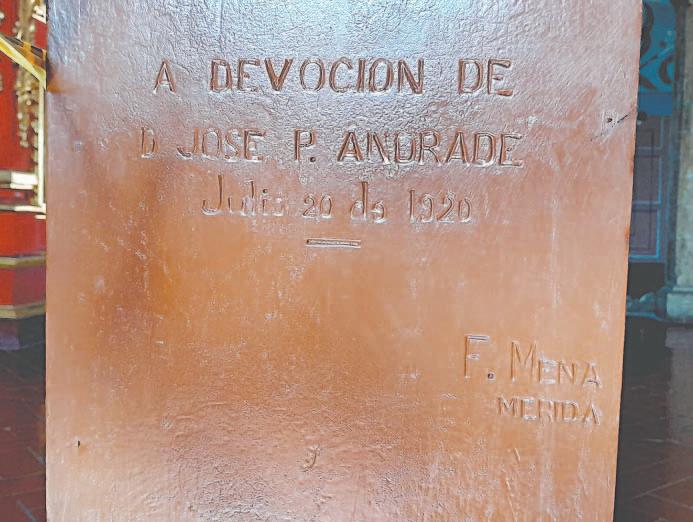 A DEVOCION DE
D JOSE P. ANDRADE
Julio 20 de 1920
F. MENA
MERIDA